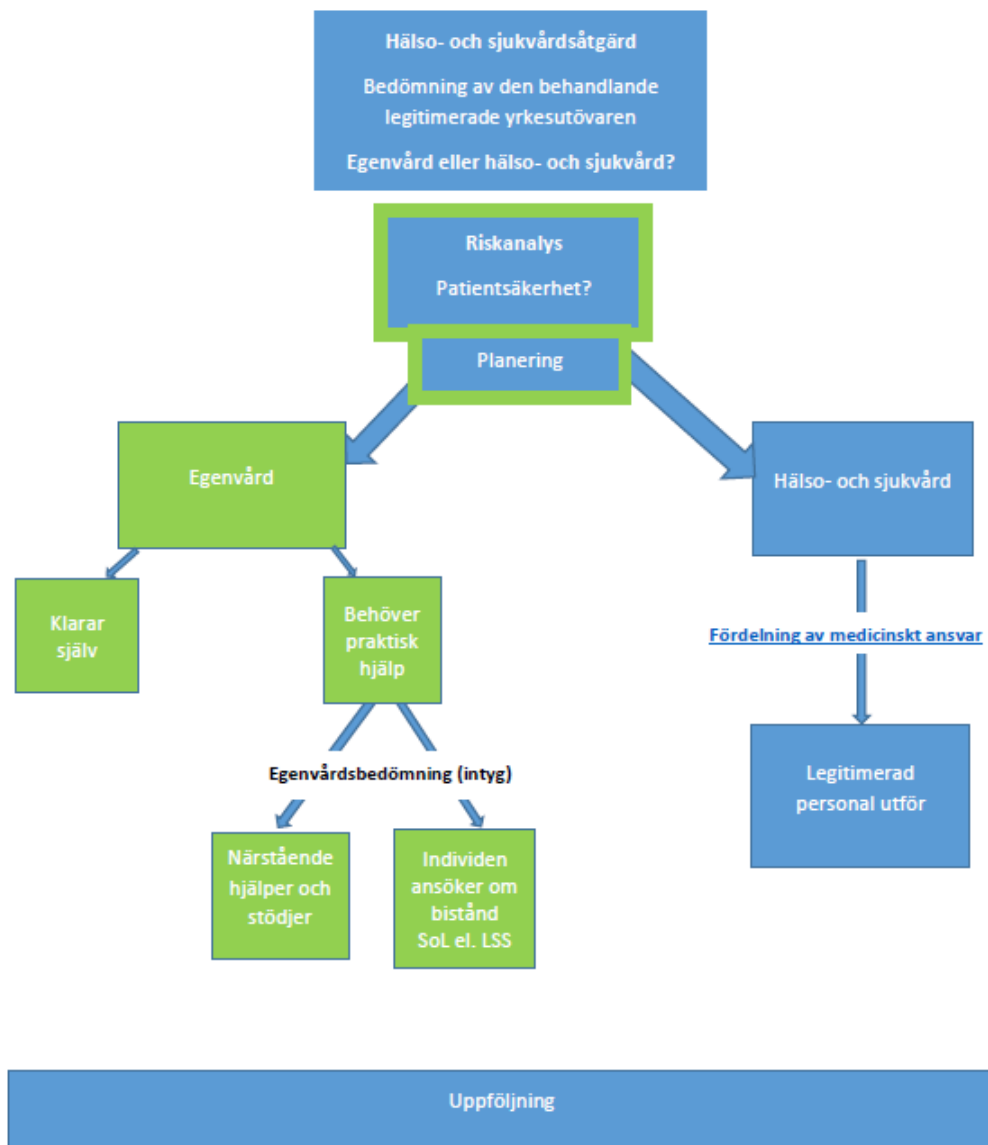 Hälso- och sjukvårdsåtgärd
Bedömning av den behandlande
legitimerade yrkesutövaren
Egenvård eller hälso- och sjukvård?
Riskanalys
Patientsäkerhet?
Planering
Egenvård
Hälso- och sjukvård
Klarar
själv
Behöver
praktisk
hjälp
Fördelning av medicinskt ansvar
Egenvårdsbedömning (intyg)
Legitimerad
personal utför
Närstående
hjälper och
stödjer
Individen
ansöker om
bistånd
SoL el. LSS
Uppföljning